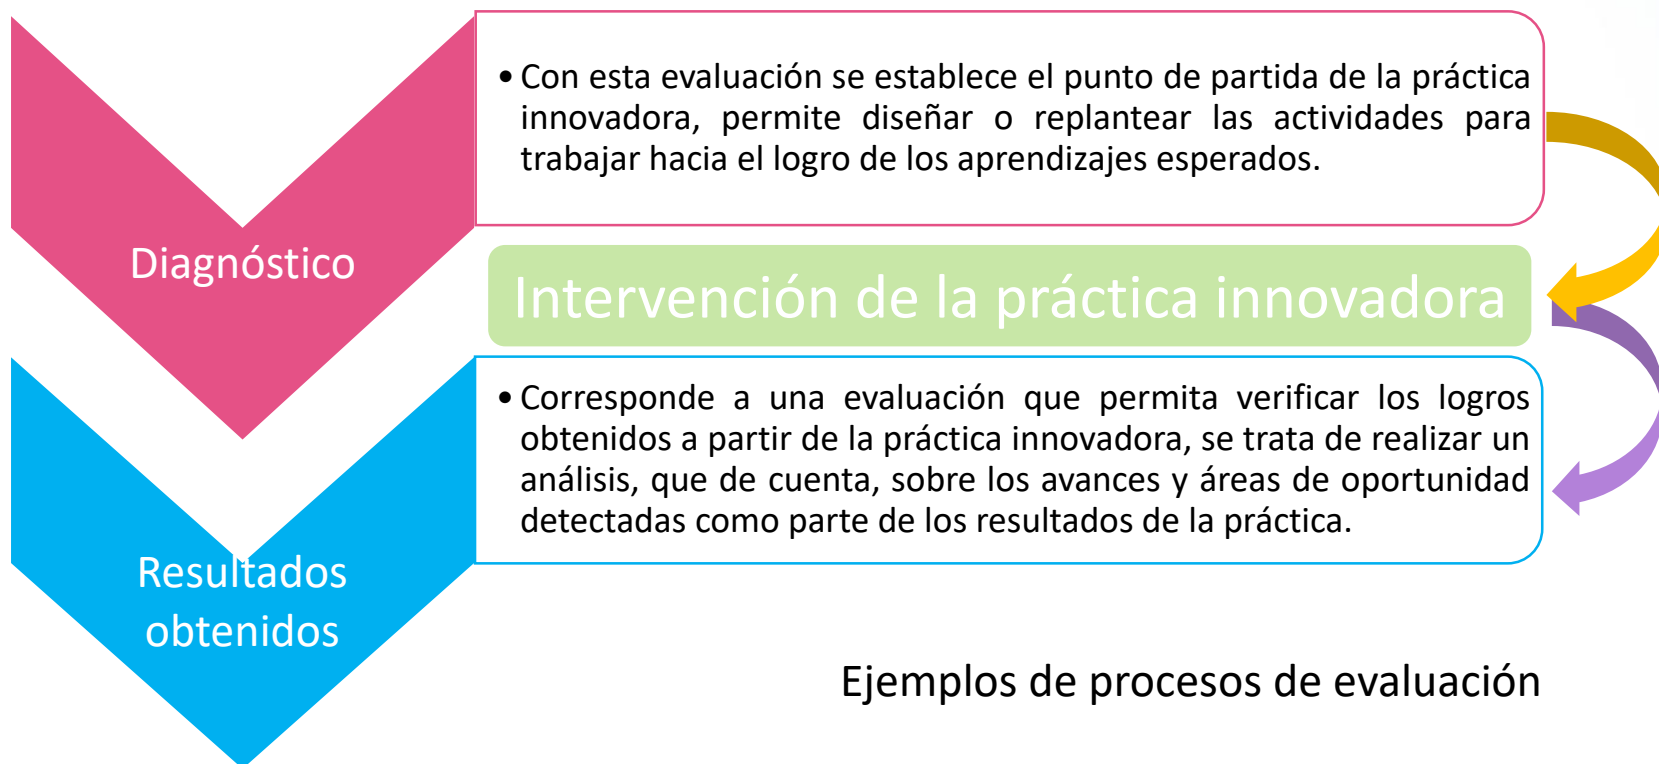 • Con esta evaluación se establece el punto de partida de la práctica
innovadora, permite diseñar o replantear las actividades para
trabajar hacia el logro de los aprendizajes esperados.
Diagnóstico
Intervención de la práctica innovadora
• Corresponde a una evaluación que permita verificar los logros
obtenidos a partir de la práctica innovadora, se trata de realizar un
análisis, que de cuenta, sobre los avances y áreas de oportunidad
detectadas como parte de los resultados de la práctica.
Resultados
obtenidos
Ejemplos de procesos de evaluación